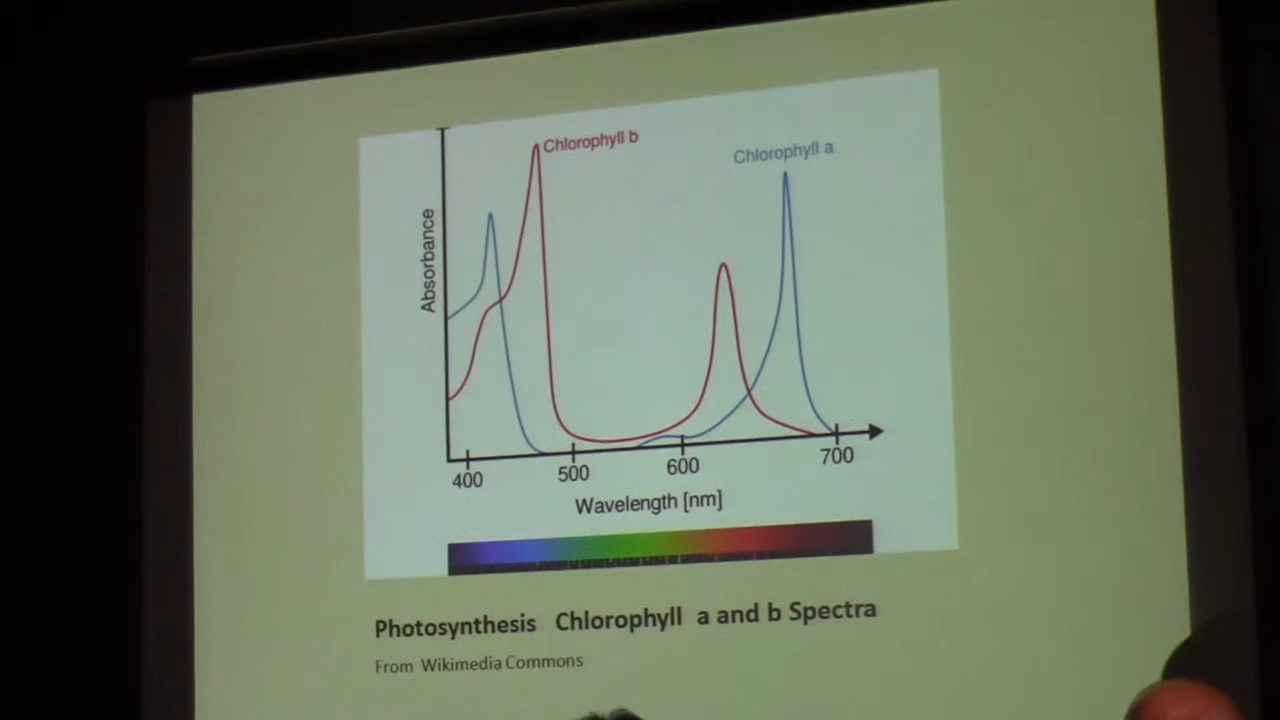 Chlorophyll b
Chlorophyll a
Absorbance
400 500 600 700
Wavelength [nm]
Photosynthesis Chlorophyll a and b Spectra
From Wikimedia Commons